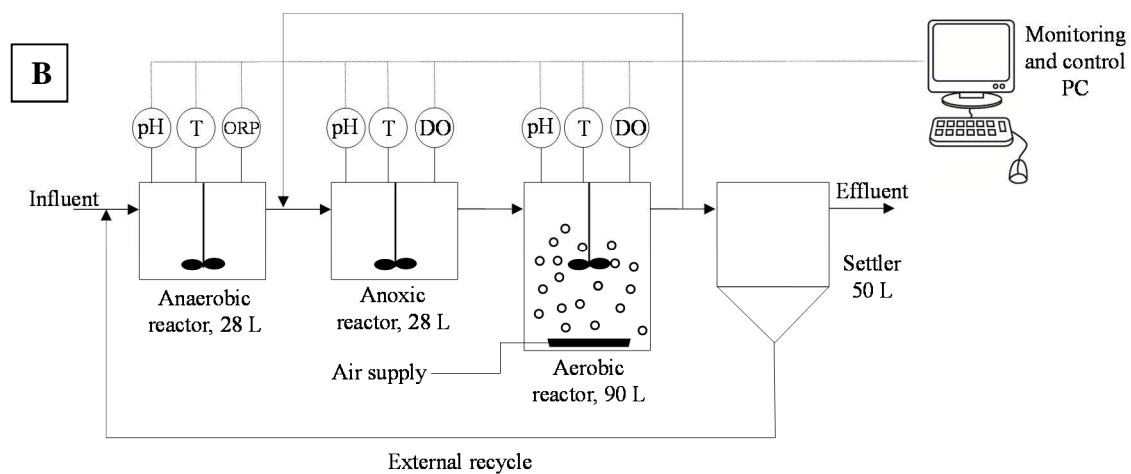 B
Monitoring
and control
PC
pH T ORP pH T DO pH T DO
Influent
Effluent
Settler
50 L
Anaerobic
reactor, 28 L
Anoxic
reactor, 28 L
Air supply
Aerobic
reactor, 90 L
External recycle